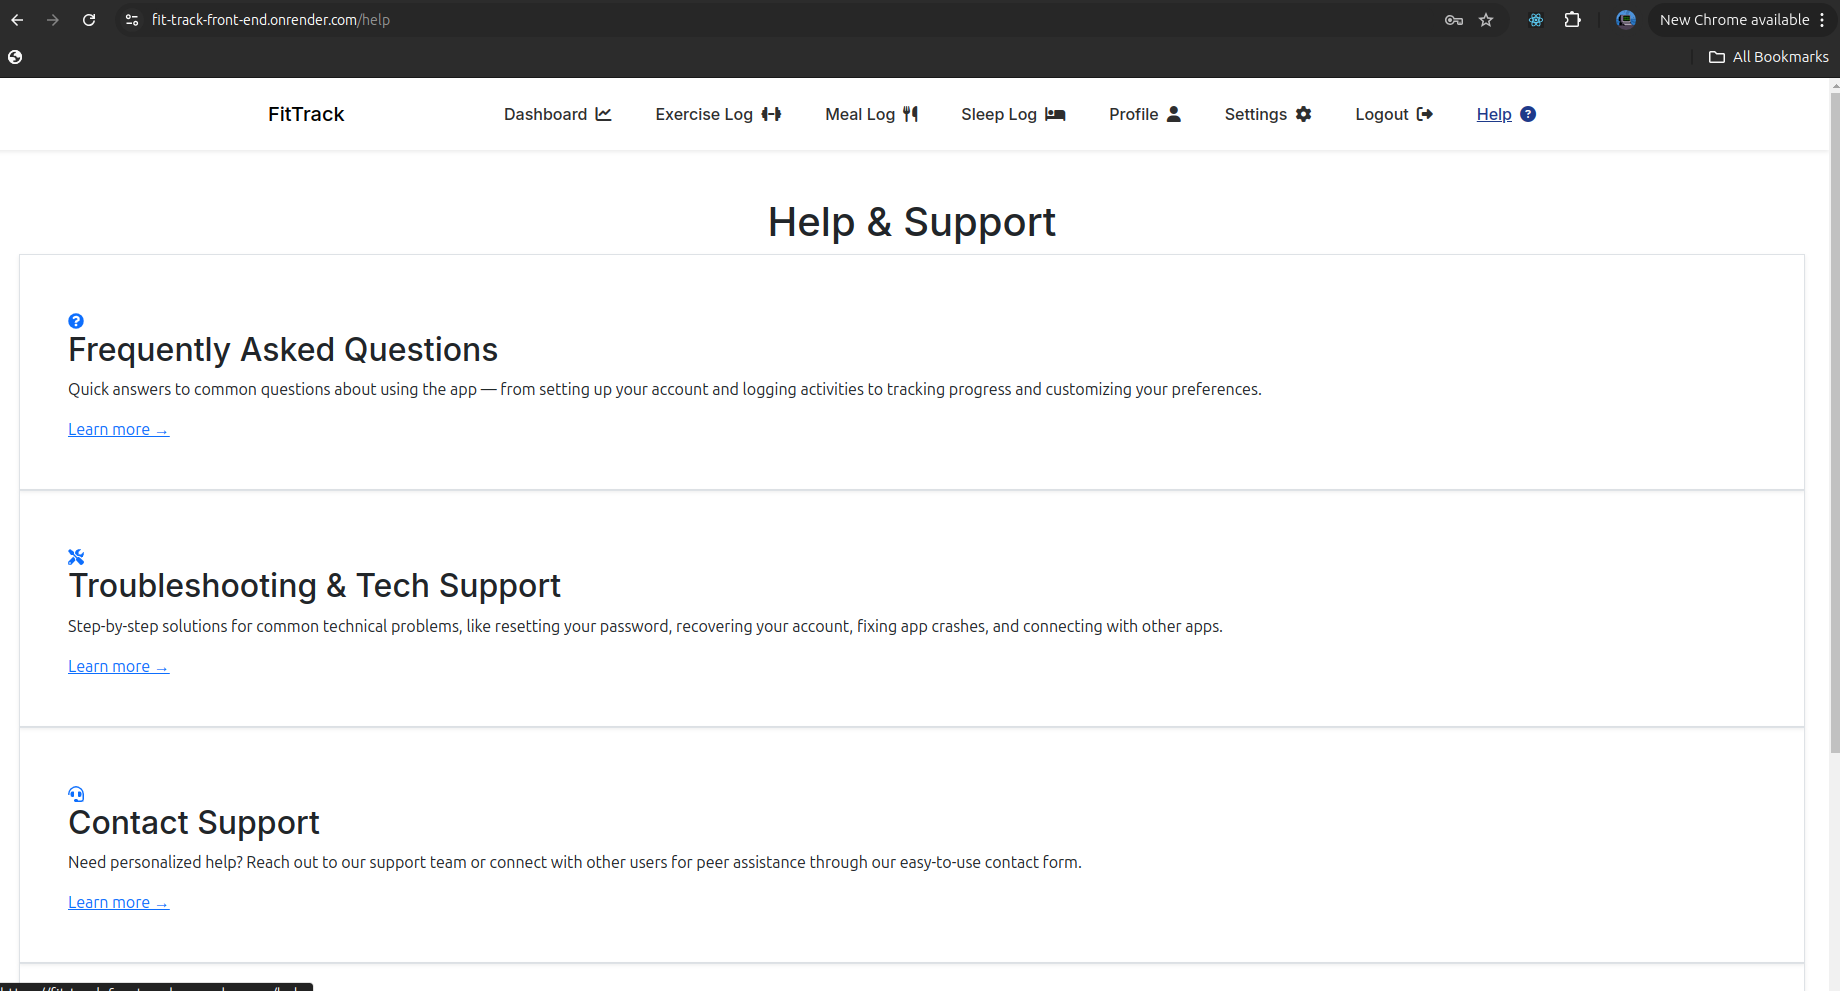 fit-track-front-end.onrender.com/help
New Chrome available
All Bookmarks
FitTrack
Dashboard
Exercise Log
Meal Log
Sleep Log
Profile
Settings
Logout
Help
Help & Support
Frequently Asked Questions
Quick answers to common questions about using the app — from setting up your account and logging activities to tracking progress and customizing your preferences.
Learn more →
Troubleshooting & Tech Support
Step-by-step solutions for common technical problems, like resetting your password, recovering your account, fixing app crashes, and connecting with other apps.
Learn more →
Contact Support
Need personalized help? Reach out to our support team or connect with other users for peer assistance through our easy-to-use contact form.
Learn more →